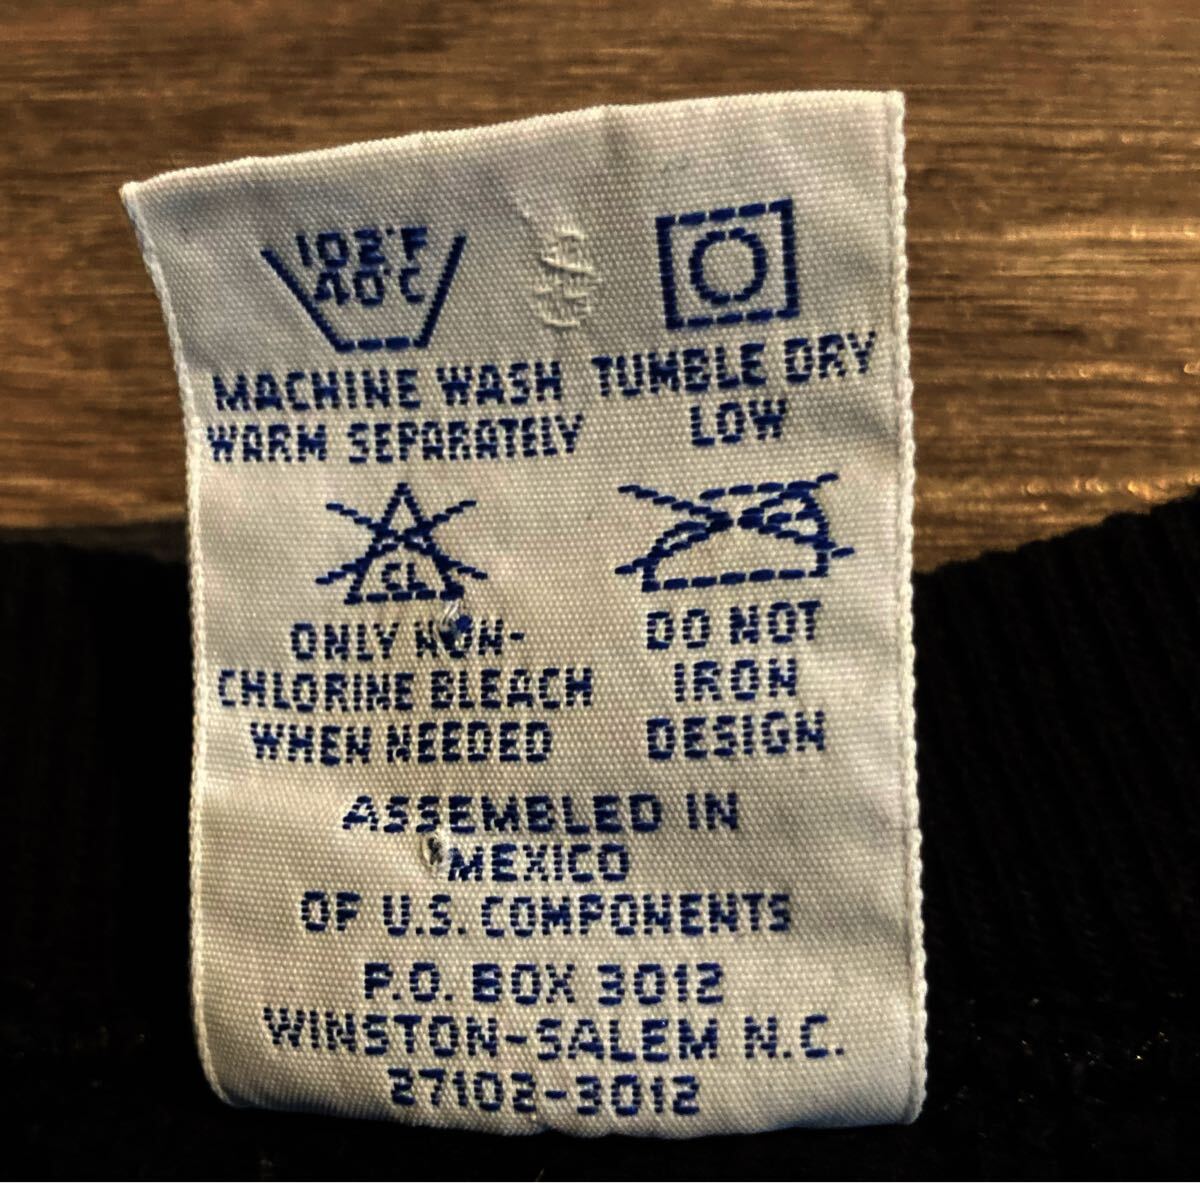 102°F
40°C
MACHINE WASH
WARM SEPARATELY
TUMBLE DRY
LOW
CL
ONLY NON-
CHLORINE BLEACH
WHEN NEEDED
DO NOT
IRON
DESIGN
ASSEMBLED IN
MEXICO
OF U.S. COMPONENTS
P.O. BOX 3012
WINSTON-SALEM N.C.
27102-3012